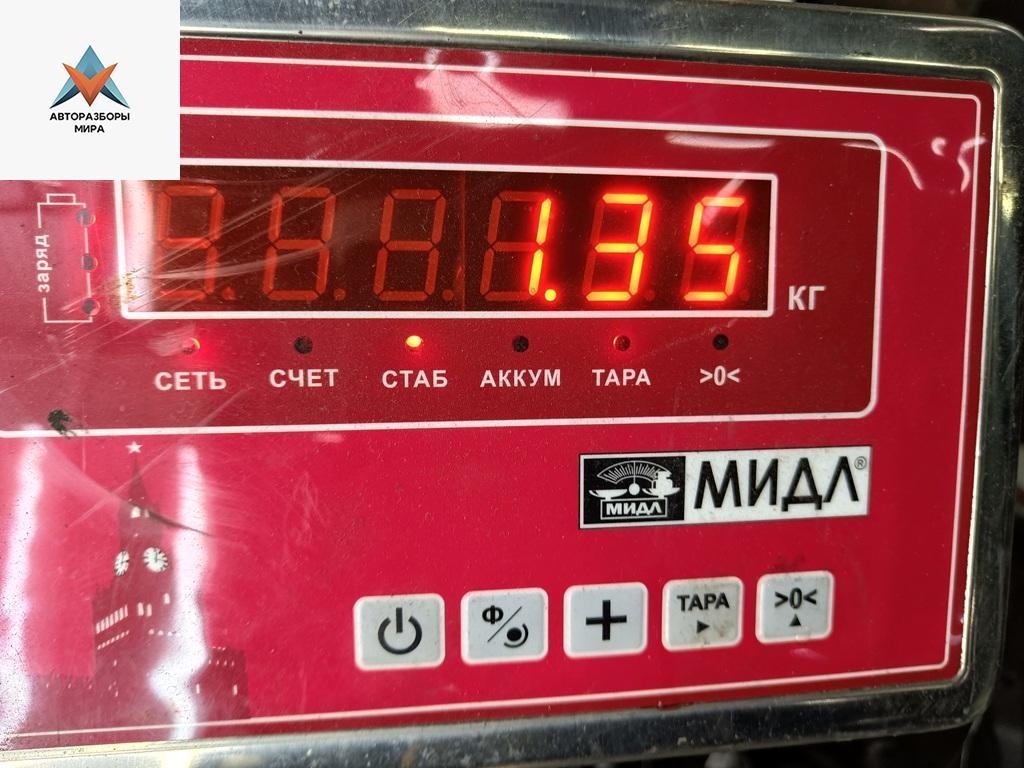 АВТОРАЗБОРЫ
МИРА
заряд
1.35
КГ
СЕТЬ СЧЕТ СТАБ АККУМ ТАРА >0<
МИДЛ МИДЛ®
Ф/ + ТАРА >0<